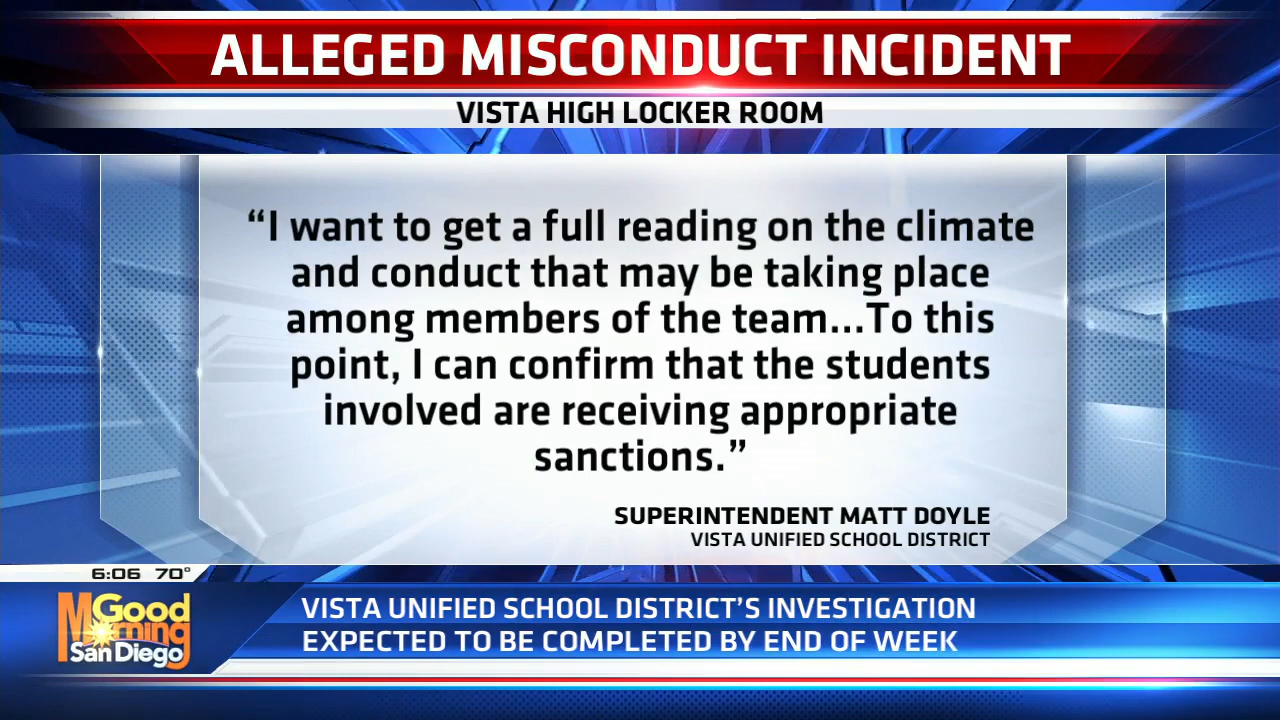 ALLEGED MISCONDUCT INCIDENT
VISTA HIGH LOCKER ROOM
“I want to get a full reading on the climate
and conduct that may be taking place
among members of the team...To this
point, I can confirm that the students
involved are receiving appropriate
sanctions.”
SUPERINTENDENT MATT DOYLE
VISTA UNIFIED SCHOOL DISTRICT
6:06 70°
Good
Morning
San Diego
VISTA UNIFIED SCHOOL DISTRICT’S INVESTIGATION
EXPECTED TO BE COMPLETED BY END OF WEEK